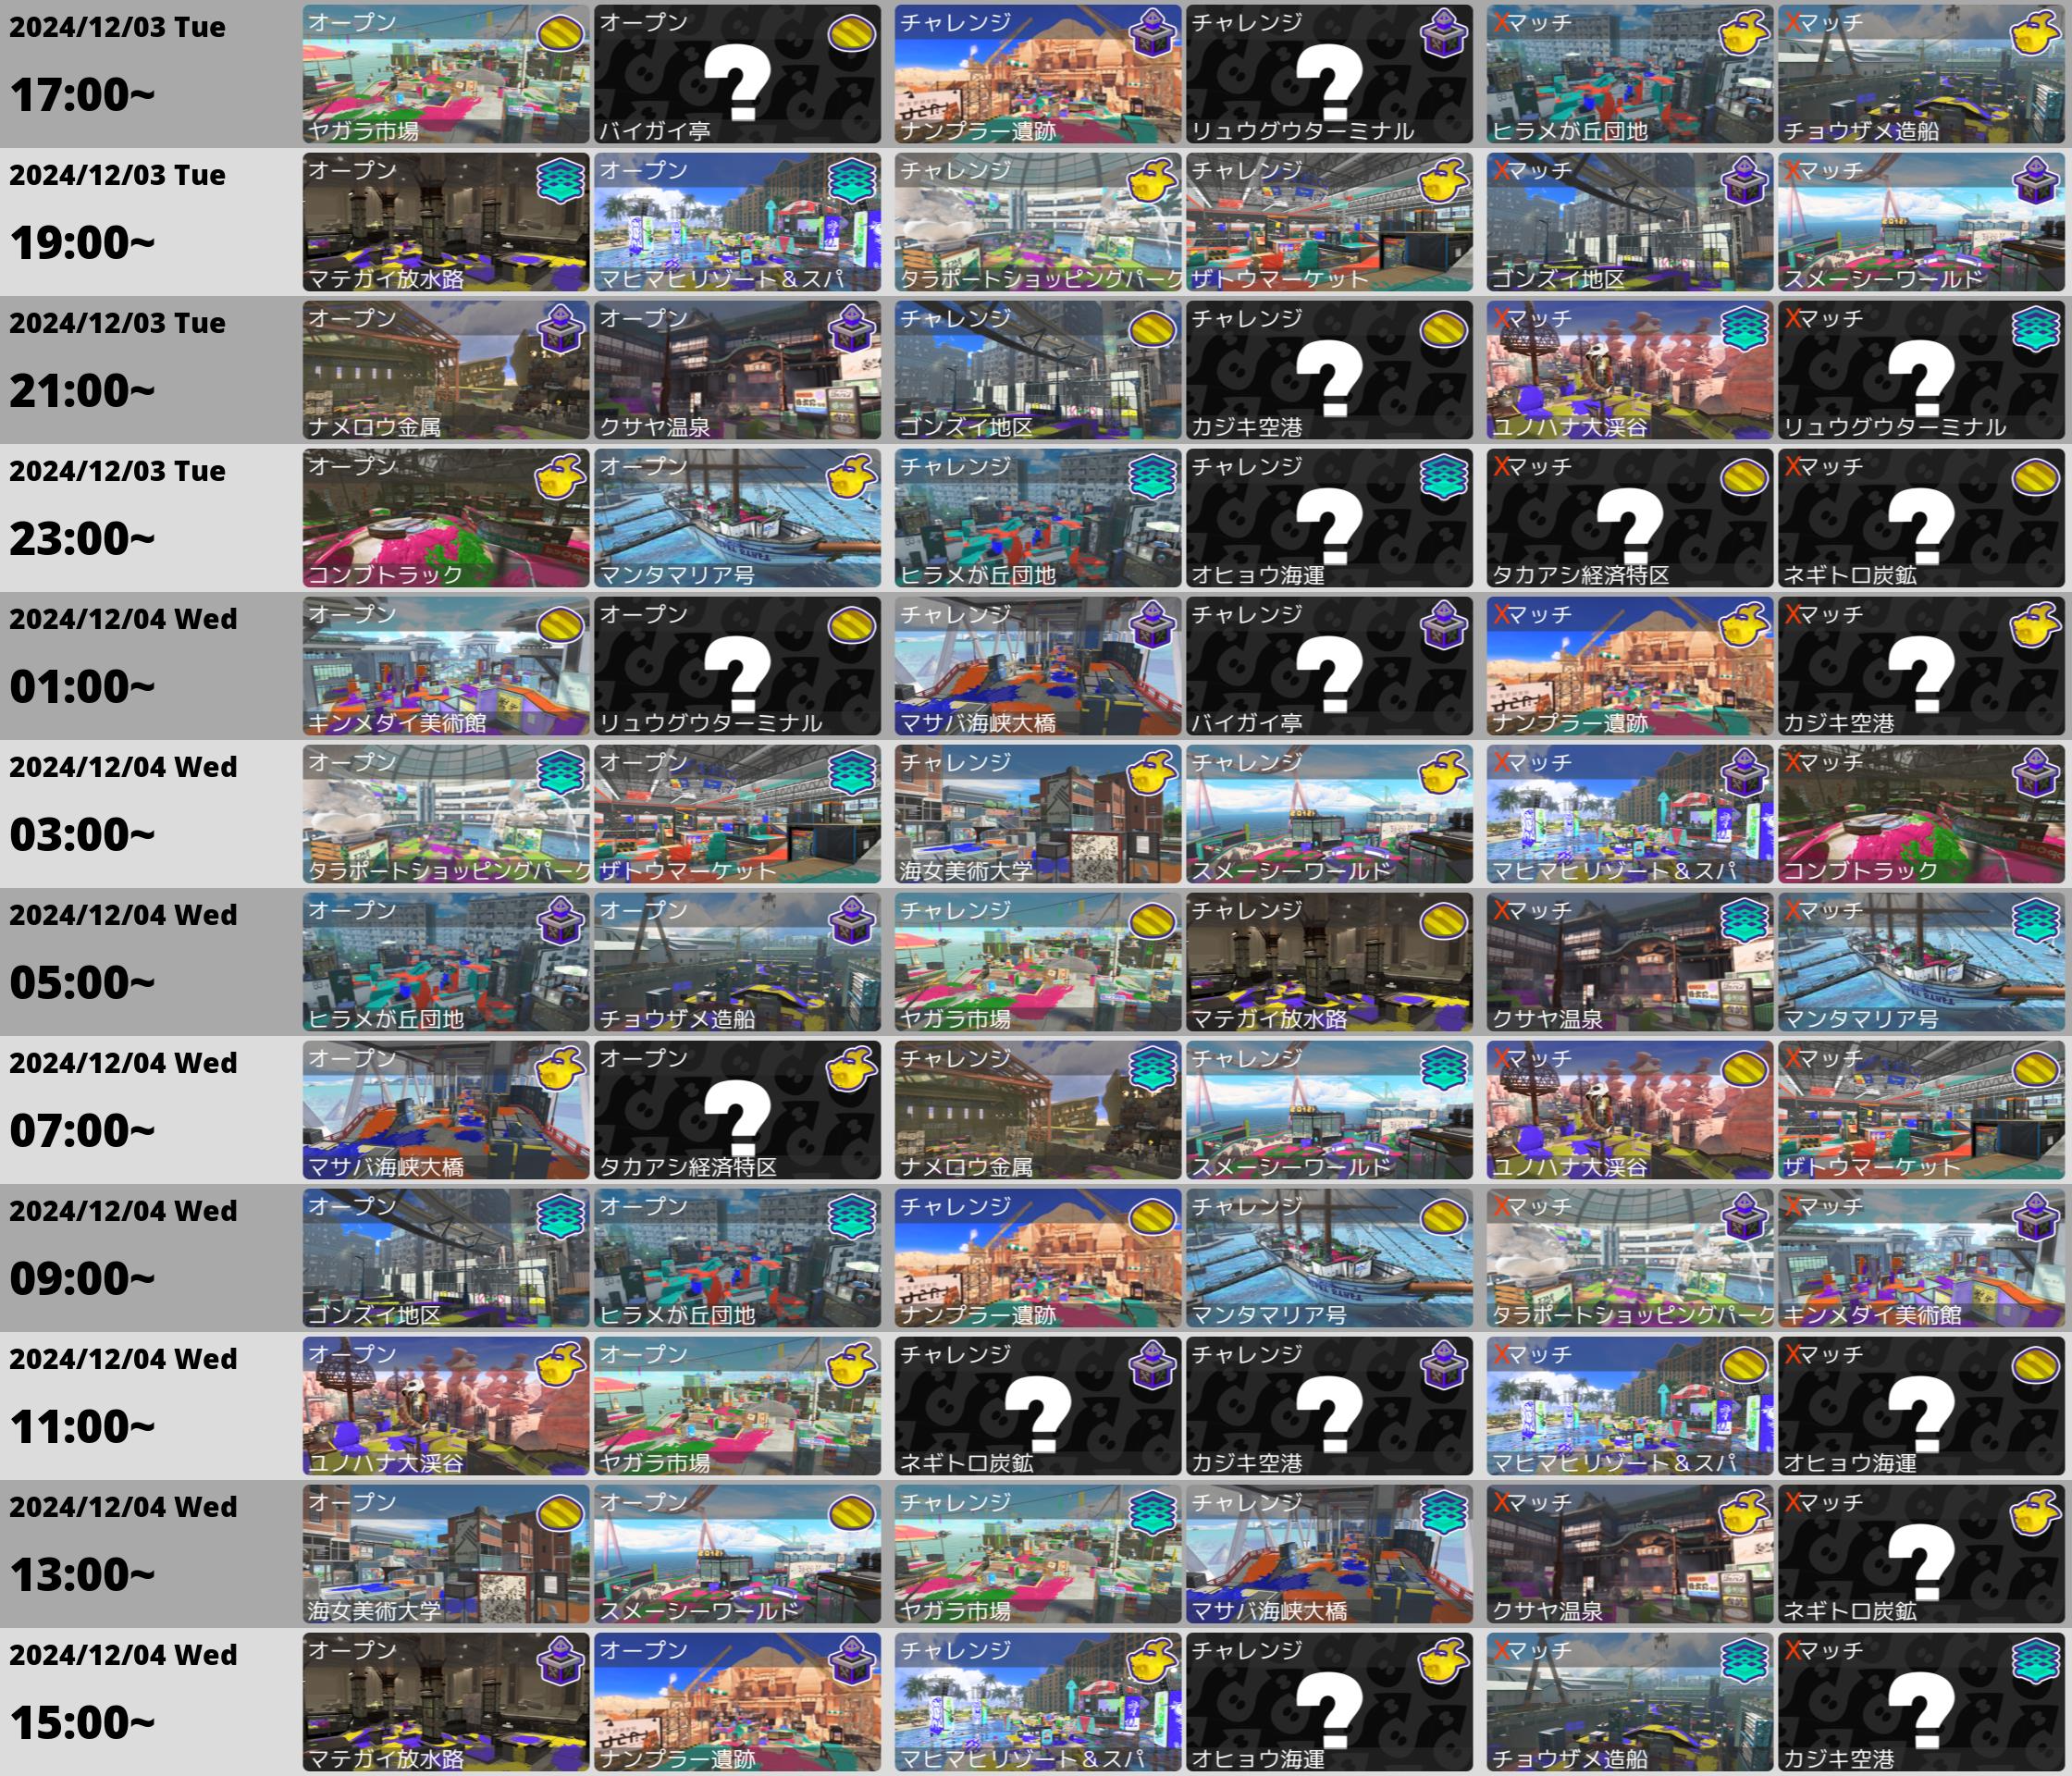 2024/12/03 Tue
17:00~
オープン
ヤガラ市場
オープン
バイガイ亭
チャレンジ
ナンプラー遺跡
チャレンジ
リュウグウターミナル
Xマッチ
ヒラメが丘団地
Xマッチ
チョウザメ造船
2024/12/03 Tue
19:00~
オープン
マテガイ放水路
オープン
マヒマヒリゾート＆スパ
チャレンジ
タラポートショッピングパーク
チャレンジ
ザトウマーケット
Xマッチ
ゴンズイ地区
Xマッチ
スメーシーワールド
2024/12/03 Tue
21:00~
オープン
ナメロウ金属
オープン
クサヤ温泉
チャレンジ
ゴンズイ地区
チャレンジ
カジキ空港
Xマッチ
ユノハナ大渓谷
Xマッチ
リュウグウターミナル
2024/12/03 Tue
23:00~
オープン
コンブトラック
オープン
マンタマリア号
チャレンジ
ヒラメが丘団地
チャレンジ
オヒョウ海運
Xマッチ
タカアシ経済特区
Xマッチ
ネギトロ炭鉱
2024/12/04 Wed
01:00~
オープン
キンメダイ美術館
オープン
リュウグウターミナル
チャレンジ
マサバ海峡大橋
チャレンジ
バイガイ亭
Xマッチ
ナンプラー遺跡
Xマッチ
カジキ空港
2024/12/04 Wed
03:00~
オープン
タラポートショッピングパーク
オープン
ザトウマーケット
チャレンジ
海女美術大学
チャレンジ
スメーシーワールド
Xマッチ
マヒマヒリゾート＆スパ
Xマッチ
コンブトラック
2024/12/04 Wed
05:00~
オープン
ヒラメが丘団地
オープン
チョウザメ造船
チャレンジ
ヤガラ市場
チャレンジ
マテガイ放水路
Xマッチ
クサヤ温泉
Xマッチ
マンタマリア号
2024/12/04 Wed
07:00~
オープン
マサバ海峡大橋
オープン
タカアシ経済特区
チャレンジ
ナメロウ金属
チャレンジ
スメーシーワールド
Xマッチ
ユノハナ大渓谷
Xマッチ
ザトウマーケット
2024/12/04 Wed
09:00~
オープン
ゴンズイ地区
オープン
ヒラメが丘団地
チャレンジ
ナンプラー遺跡
チャレンジ
マンタマリア号
Xマッチ
タラポートショッピングパーク
Xマッチ
キンメダイ美術館
2024/12/04 Wed
11:00~
オープン
ユノハナ大渓谷
オープン
ヤガラ市場
チャレンジ
ネギトロ炭鉱
チャレンジ
カジキ空港
Xマッチ
マヒマヒリゾート＆スパ
Xマッチ
オヒョウ海運
2024/12/04 Wed
13:00~
オープン
海女美術大学
オープン
スメーシーワールド
チャレンジ
ヤガラ市場
チャレンジ
マサバ海峡大橋
Xマッチ
クサヤ温泉
Xマッチ
ネギトロ炭鉱
2024/12/04 Wed
15:00~
オープン
マテガイ放水路
オープン
ナンプラー遺跡
チャレンジ
マヒマヒリゾート＆スパ
チャレンジ
オヒョウ海運
Xマッチ
チョウザメ造船
Xマッチ
カジキ空港